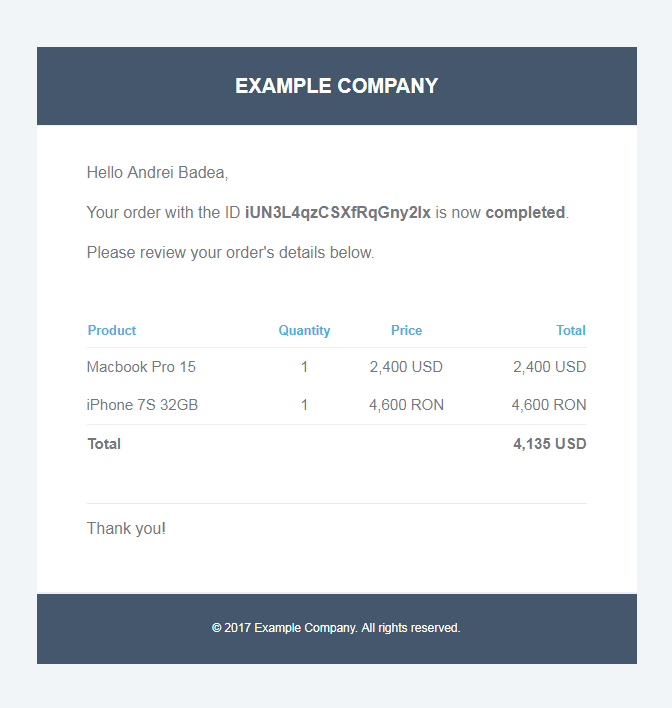 EXAMPLE COMPANY
Hello Andrei Badea,
Your order with the ID iUN3L4qzCSXfRqGny2Ix is now completed.
Please review your order's details below.
Product Quantity Price Total
Macbook Pro 15 1 2,400 USD 2,400 USD
iPhone 7S 32GB 1 4,600 RON 4,600 RON
Total 4,135 USD
Thank you!
© 2017 Example Company. All rights reserved.